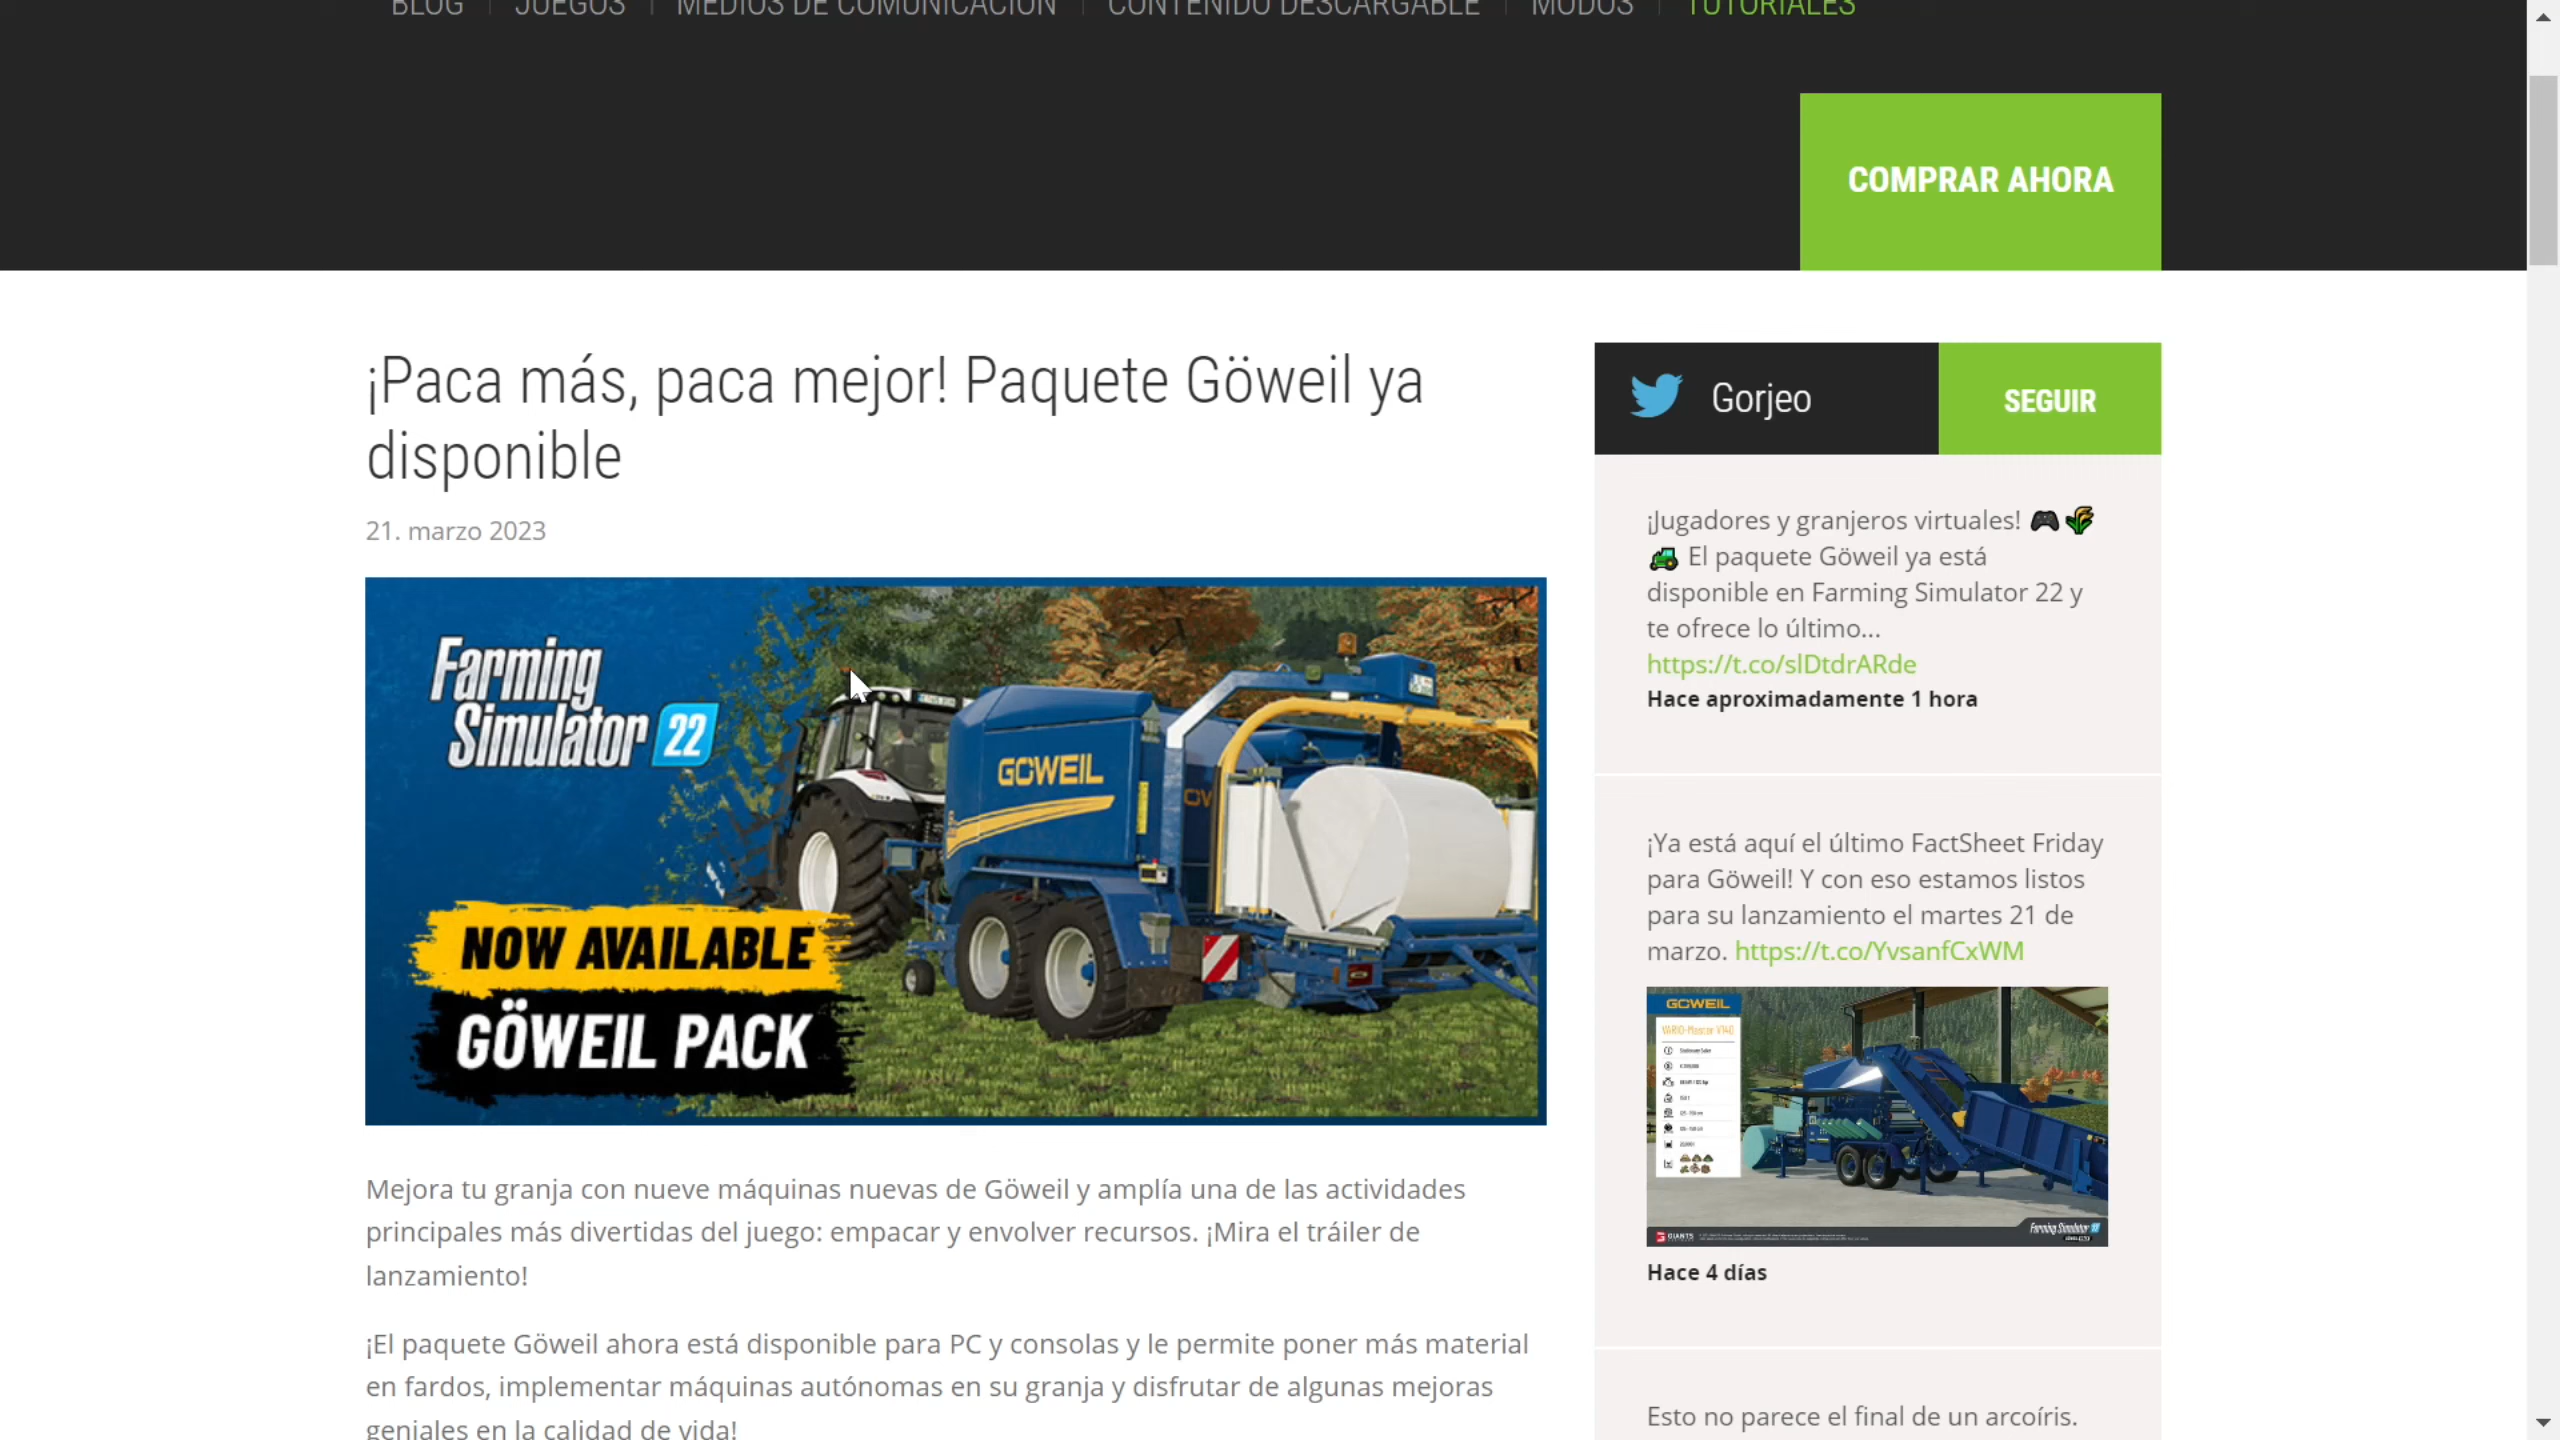 BLOG
JUEGOS
MEDIOS DE COMUNICACIÓN
CONTENIDO DESCARGABLE
MODOS
TUTORIALES
COMPRAR AHORA
¡Paca más, paca mejor! Paquete Göweil ya
disponible
21. marzo 2023
Farming
Simulator 22
GÖWEIL
NOW AVAILABLE
GÖWEIL PACK
Mejora tu granja con nueve máquinas nuevas de Göweil y amplía una de las actividades
principales más divertidas del juego: empacar y envolver recursos. ¡Mira el tráiler de
lanzamiento!
¡El paquete Göweil ahora está disponible para PC y consolas y le permite poner más material
en fardos, implementar máquinas autónomas en su granja y disfrutar de algunas mejoras
geniales en la calidad de vida!
Gorjeo
SEGUIR
¡Jugadores y granjeros virtuales! 🎮🌾
🚜 El paquete Göweil ya está
disponible en Farming Simulator 22 y
te ofrece lo último...
https://t.co/slDtdrARde
Hace aproximadamente 1 hora
¡Ya está aquí el último FactSheet Friday
para Göweil! Y con eso estamos listos
para su lanzamiento el martes 21 de
marzo. https://t.co/YvsanfCxWM
GÖWEIL
VARIO-Master V140
GIANTS
Farming Simulator 22
Hace 4 días
Esto no parece el final de un arcoíris.